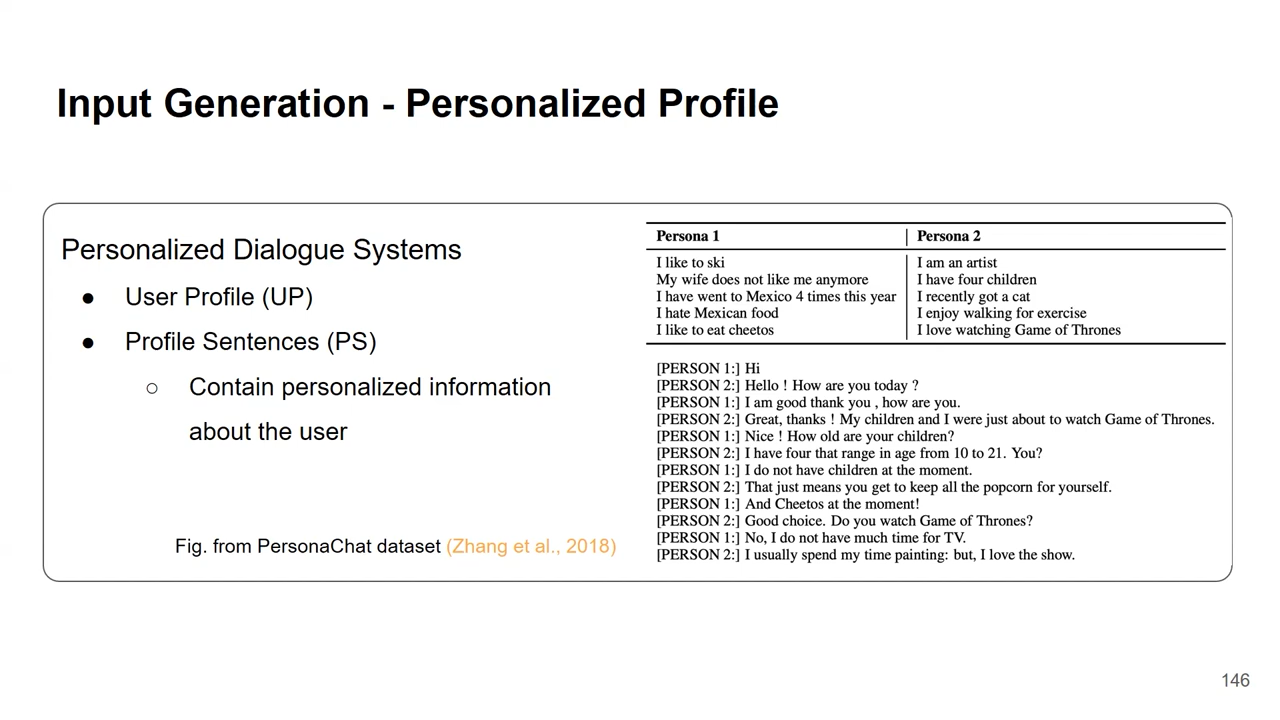 Input Generation - Personalized Profile
Personalized Dialogue Systems
● User Profile (UP)
● Profile Sentences (PS)
○ Contain personalized information
about the user
Fig. from PersonaChat dataset (Zhang et al., 2018)
Persona 1 | Persona 2
I like to ski | I am an artist
My wife does not like me anymore | I have four children
I have went to Mexico 4 times this year | I recently got a cat
I hate Mexican food | I enjoy walking for exercise
I like to eat cheetos | I love watching Game of Thrones
[PERSON 1:] Hi
[PERSON 2:] Hello ! How are you today ?
[PERSON 1:] I am good thank you , how are you.
[PERSON 2:] Great, thanks ! My children and I were just about to watch Game of Thrones.
[PERSON 1:] Nice ! How old are your children?
[PERSON 2:] I have four that range in age from 10 to 21. You?
[PERSON 1:] I do not have children at the moment.
[PERSON 2:] That just means you get to keep all the popcorn for yourself.
[PERSON 1:] And Cheetos at the moment!
[PERSON 2:] Good choice. Do you watch Game of Thrones?
[PERSON 1:] No, I do not have much time for TV.
[PERSON 2:] I usually spend my time painting: but, I love the show.
146